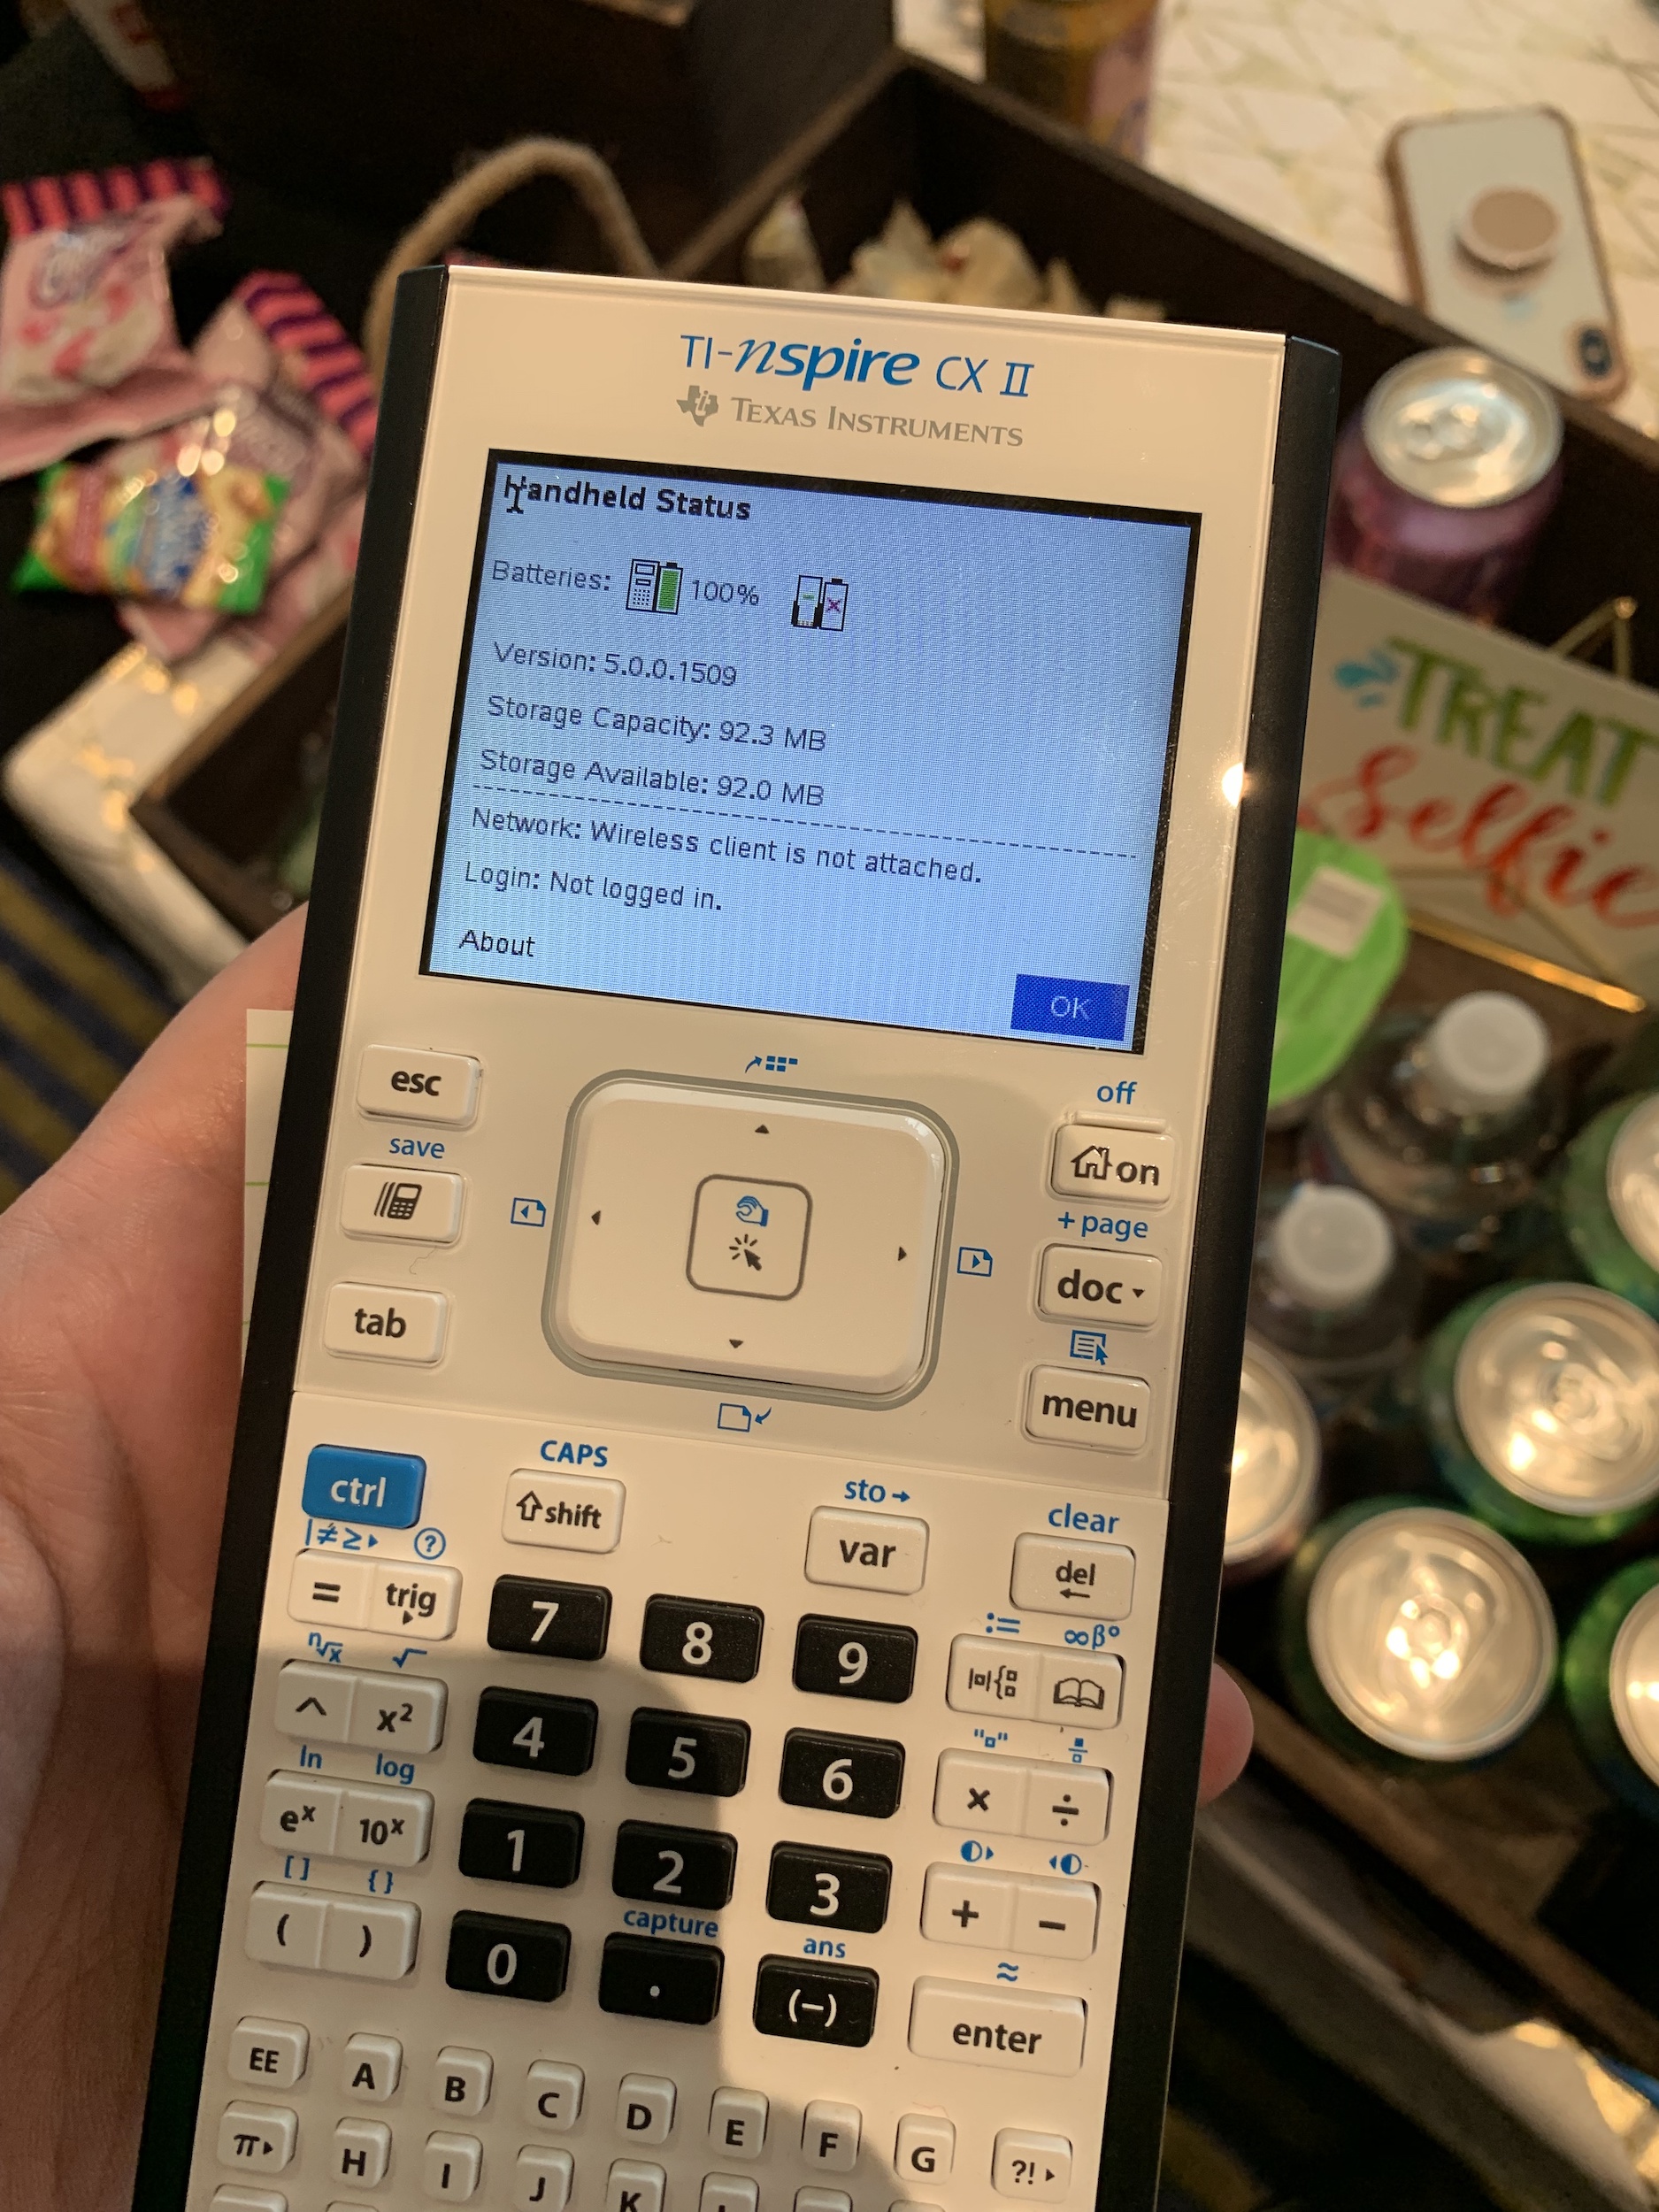 TI-nspire CX II
TEXAS INSTRUMENTS
Handheld Status
Batteries: 100%
Version: 5.0.0.1509
Storage Capacity: 92.3 MB
Storage Available: 92.0 MB
Network: Wireless client is not attached.
Login: Not logged in.
About
OK
TREAT
Selfie
esc
off
save
on
+ page
tab
doc
menu
ctrl
CAPS
shift
sto
var
clear
del
|≠≥ ?
= trig
7 8 9
:= ∞β°
|□|{
ⁿ√x √
^ x²
4 5 6
"□"
× ÷
ln log
eˣ 10ˣ
1 2 3
[] {}
( )
+ −
capture
ans
≈
0 . (−)
enter
EE A B C D E F G
π H I J K ?!